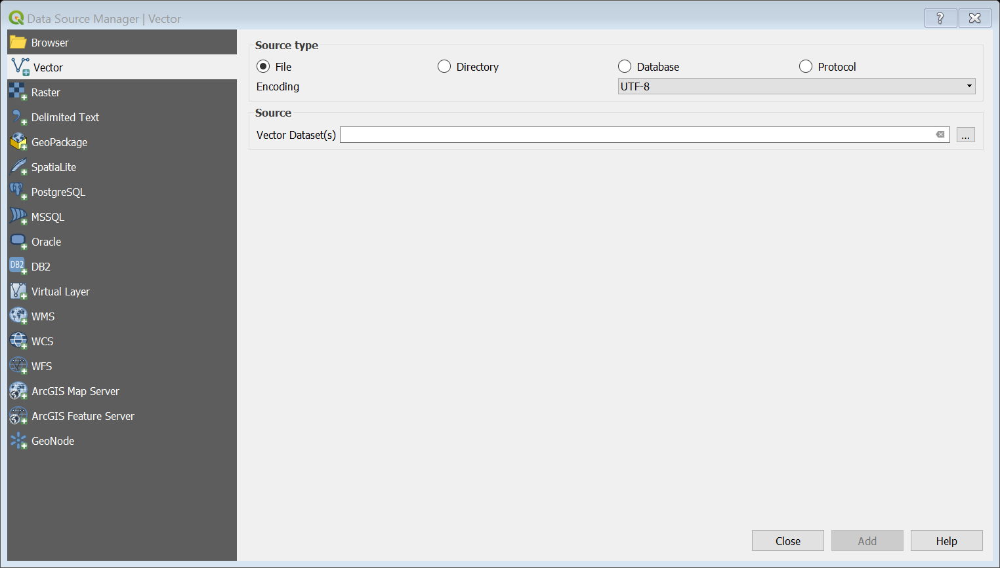 Data Source Manager | Vector
?
Browser
Vector
Raster
Delimited Text
GeoPackage
SpatiaLite
PostgreSQL
MSSQL
Oracle
DB2 DB2
Virtual Layer
WMS
WCS
WFS
ArcGIS Map Server
ArcGIS Feature Server
GeoNode
Source type
File Directory Database Protocol
Encoding UTF-8
Source
Vector Dataset(s) ...
Close Add Help